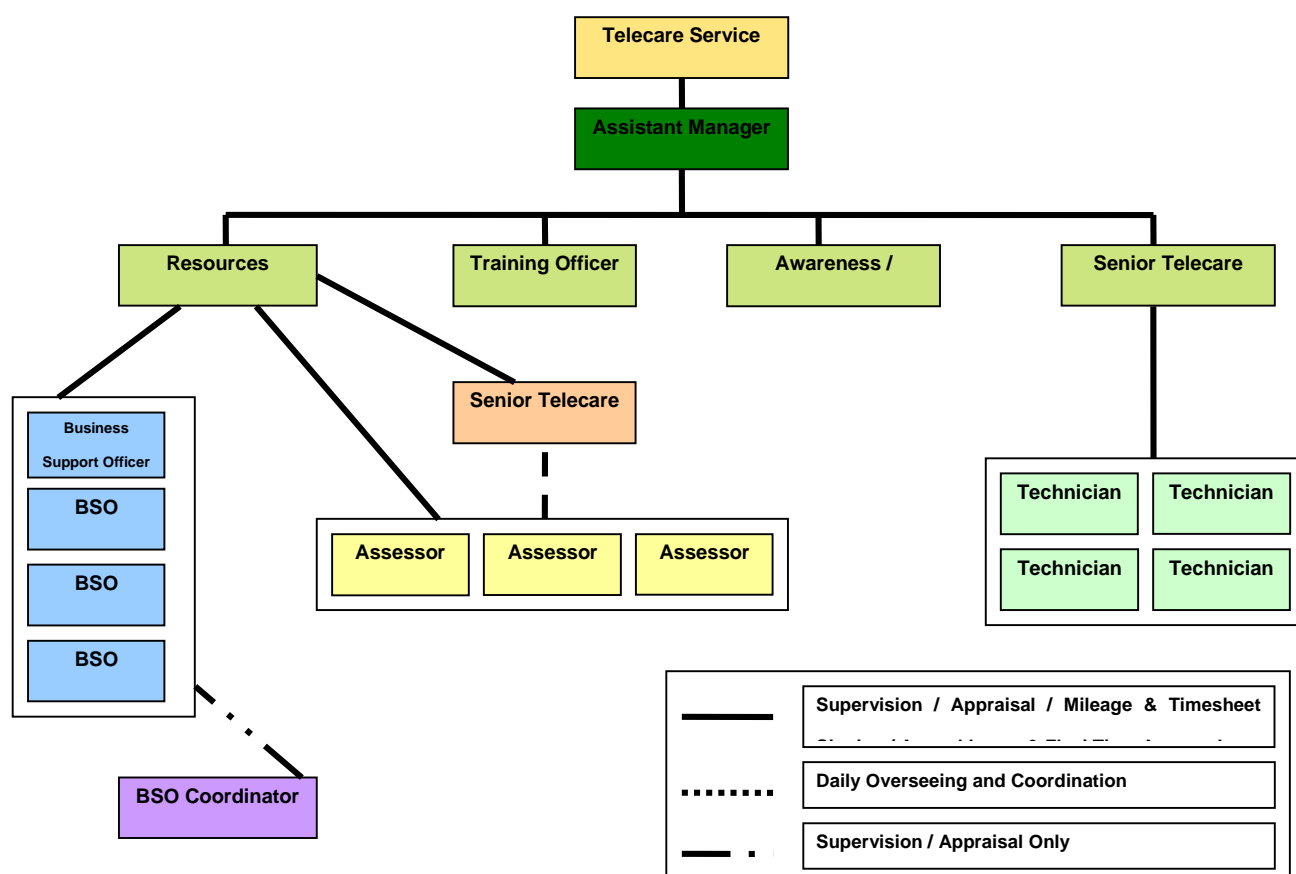 Telecare Service
Assistant Manager
Resources
Training Officer
Awareness /
Senior Telecare
Senior Telecare
Business
Support Officer
BSO
BSO
BSO
Assessor
Assessor
Assessor
Technician
Technician
Technician
Technician
BSO Coordinator
Supervision / Appraisal / Mileage & Timesheet
Daily Overseeing and Coordination
Supervision / Appraisal Only